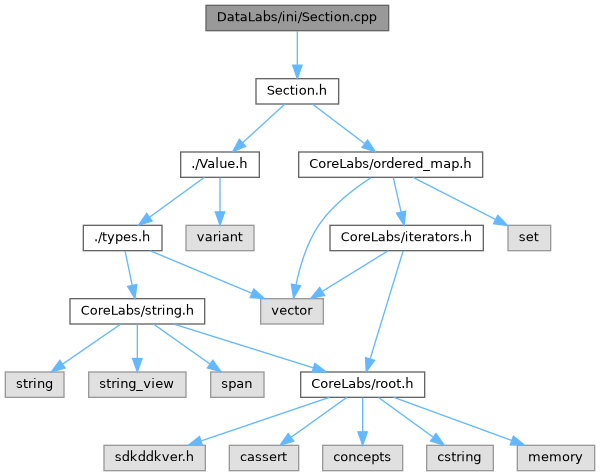 DataLabs/ini/Section.cpp
Section.h
./Value.h
CoreLabs/ordered_map.h
./types.h
variant
CoreLabs/iterators.h
set
CoreLabs/string.h
vector
string
string_view
span
CoreLabs/root.h
sdkddkver.h
cassert
concepts
cstring
memory